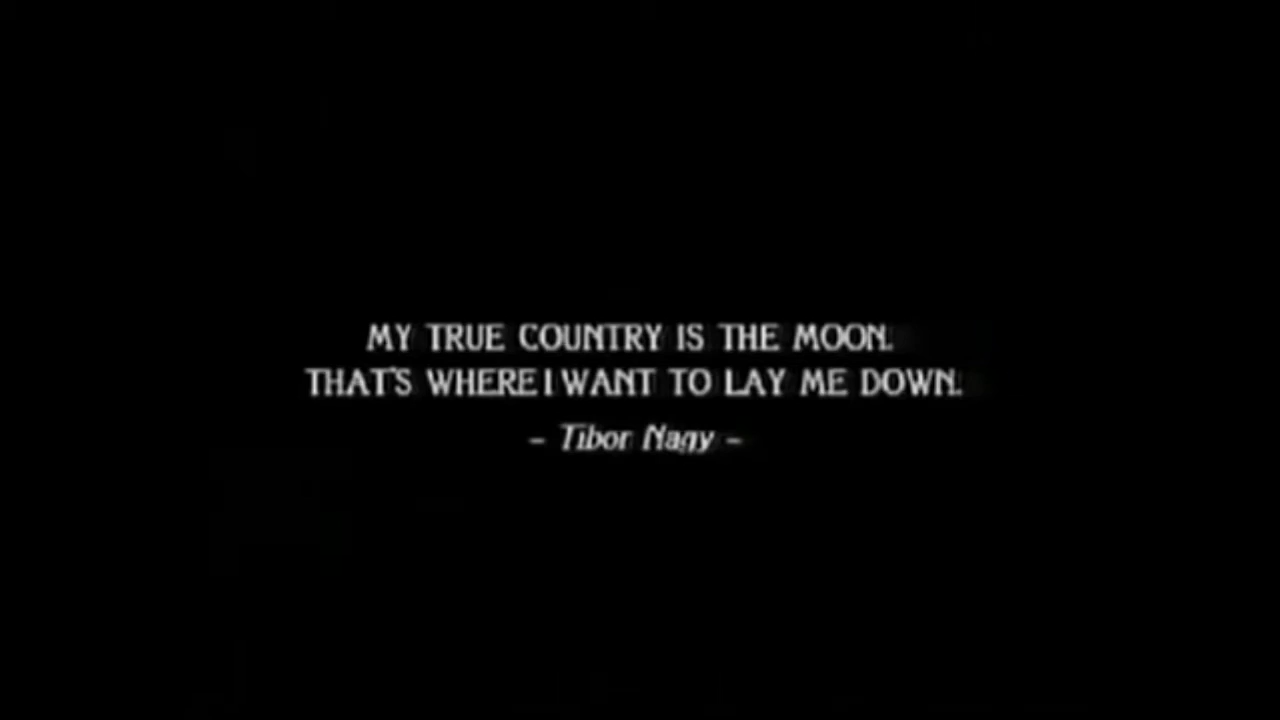 MY TRUE COUNTRY IS THE MOON.
THAT'S WHERE I WANT TO LAY ME DOWN.
– Tibor Nagy –